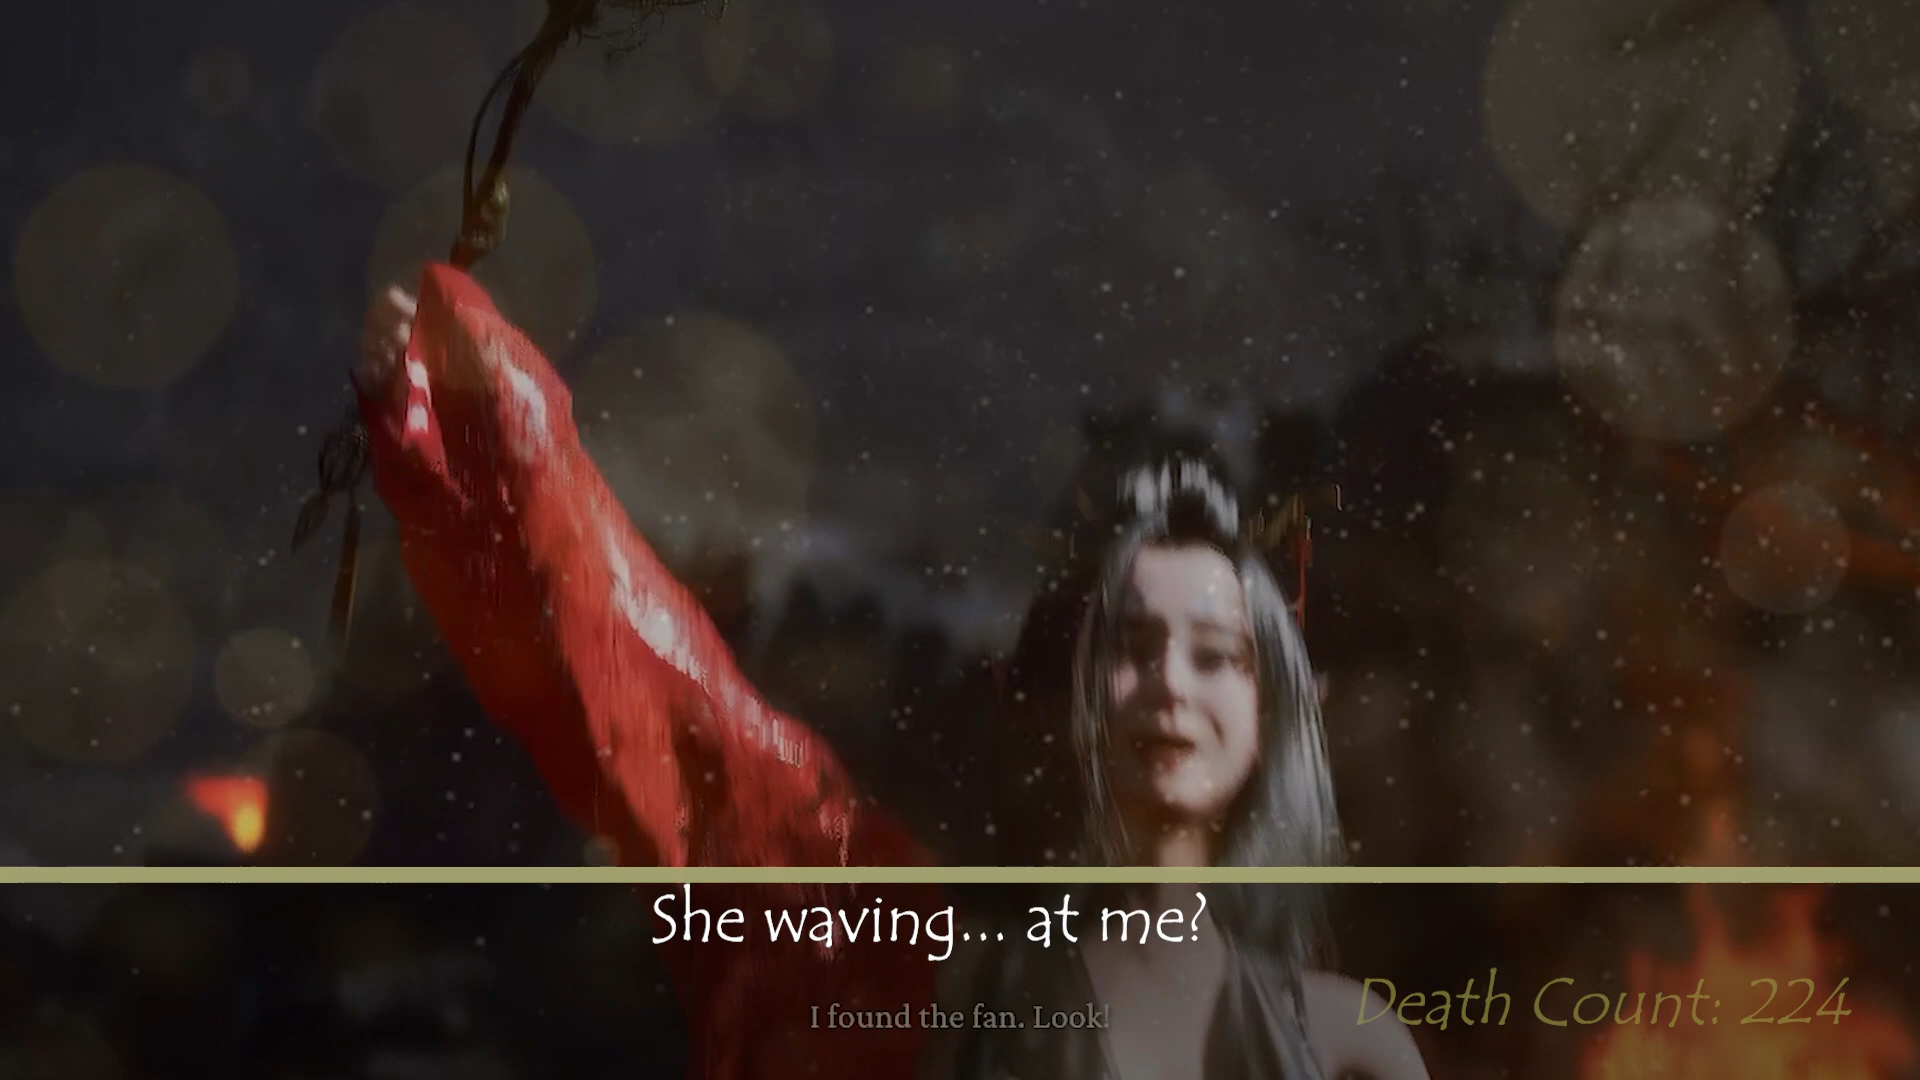 She waving... at me?
I found the fan. Look!
Death Count: 224